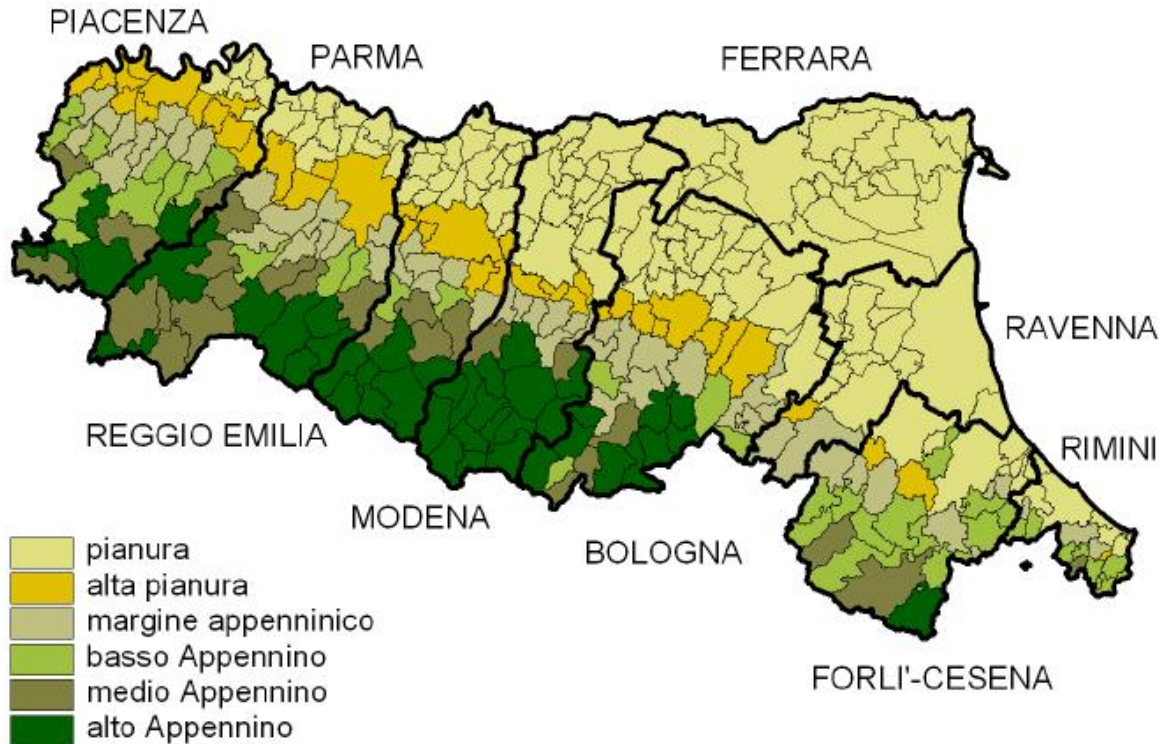 PIACENZA
PARMA
FERRARA
RAVENNA
REGGIO EMILIA
RIMINI
MODENA
BOLOGNA
FORLI'-CESENA
pianura
alta pianura
margine appenninico
basso Appennino
medio Appennino
alto Appennino